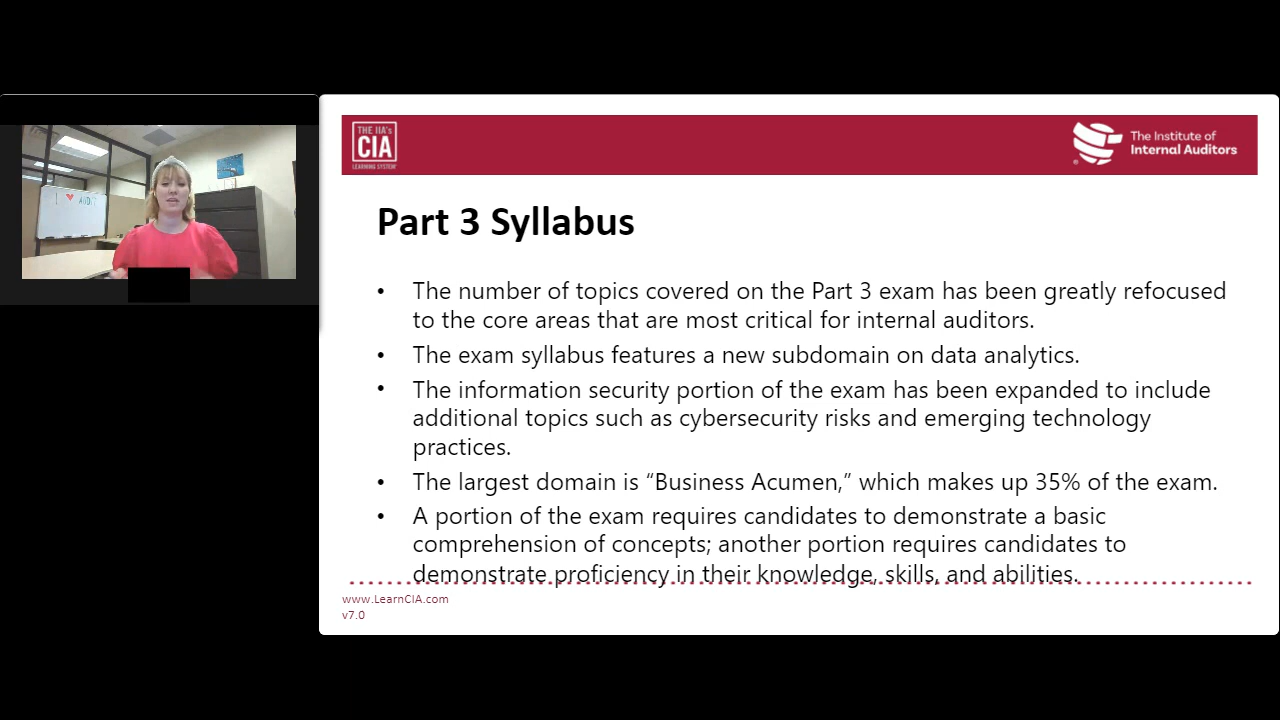 I ♥ AUDIT
THE IIA's
CIA
LEARNING SYSTEM
The Institute of
Internal Auditors
Part 3 Syllabus
• The number of topics covered on the Part 3 exam has been greatly refocused
to the core areas that are most critical for internal auditors.
• The exam syllabus features a new subdomain on data analytics.
• The information security portion of the exam has been expanded to include
additional topics such as cybersecurity risks and emerging technology
practices.
• The largest domain is “Business Acumen,” which makes up 35% of the exam.
• A portion of the exam requires candidates to demonstrate a basic
comprehension of concepts; another portion requires candidates to
demonstrate proficiency in their knowledge, skills, and abilities.
www.LearnCIA.com
v7.0